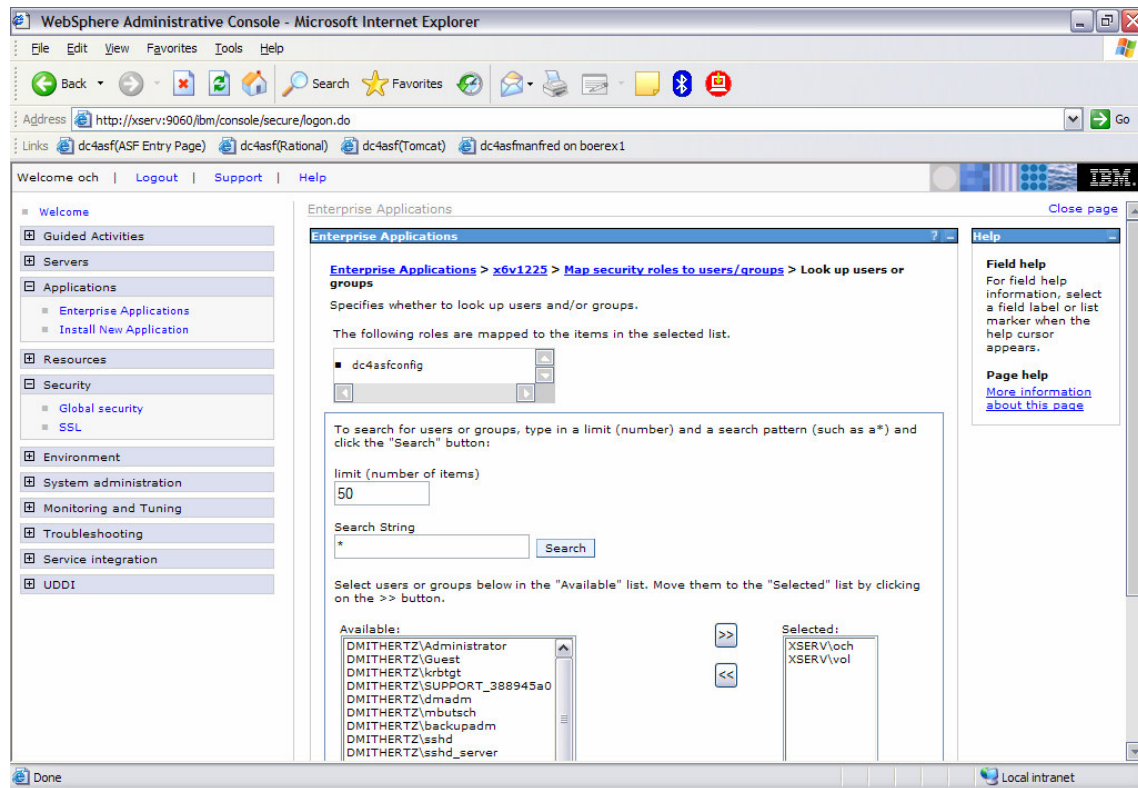 WebSphere Administrative Console - Microsoft Internet Explorer
File Edit View Favorites Tools Help
Back Search Favorites
Address http://xserv:9060/ibm/console/secure/logon.do Go
Links dc4asf(ASF Entry Page) dc4asf(Rational) dc4asf(Tomcat) dc4asfmanfred on boerex1
Welcome och | Logout | Support | Help IBM.
Welcome
Guided Activities
Servers
Applications
Enterprise Applications
Install New Application
Resources
Security
Global security
SSL
Environment
System administration
Monitoring and Tuning
Troubleshooting
Service integration
UDDI
Enterprise Applications Close page
Enterprise Applications ? -
Enterprise Applications > x6v1225 > Map security roles to users/groups > Look up users or
groups
Specifies whether to look up users and/or groups.
The following roles are mapped to the items in the selected list.
dc4asfconfig
To search for users or groups, type in a limit (number) and a search pattern (such as a*) and
click the "Search" button:
limit (number of items)
50
Search String
* Search
Select users or groups below in the "Available" list. Move them to the "Selected" list by clicking
on the >> button.
Available:
DMITHERTZ\Administrator
DMITHERTZ\Guest
DMITHERTZ\krbtgt
DMITHERTZ\SUPPORT_388945a0
DMITHERTZ\dmadm
DMITHERTZ\mbutsch
DMITHERTZ\backupadm
DMITHERTZ\sshd
DMITHERTZ\sshd_server
>>
<<
Selected:
XSERV\och
XSERV\vol
Help -
Field help
For field help
information, select
a field label or list
marker when the
help cursor
appears.
Page help
More information
about this page
Done Local intranet